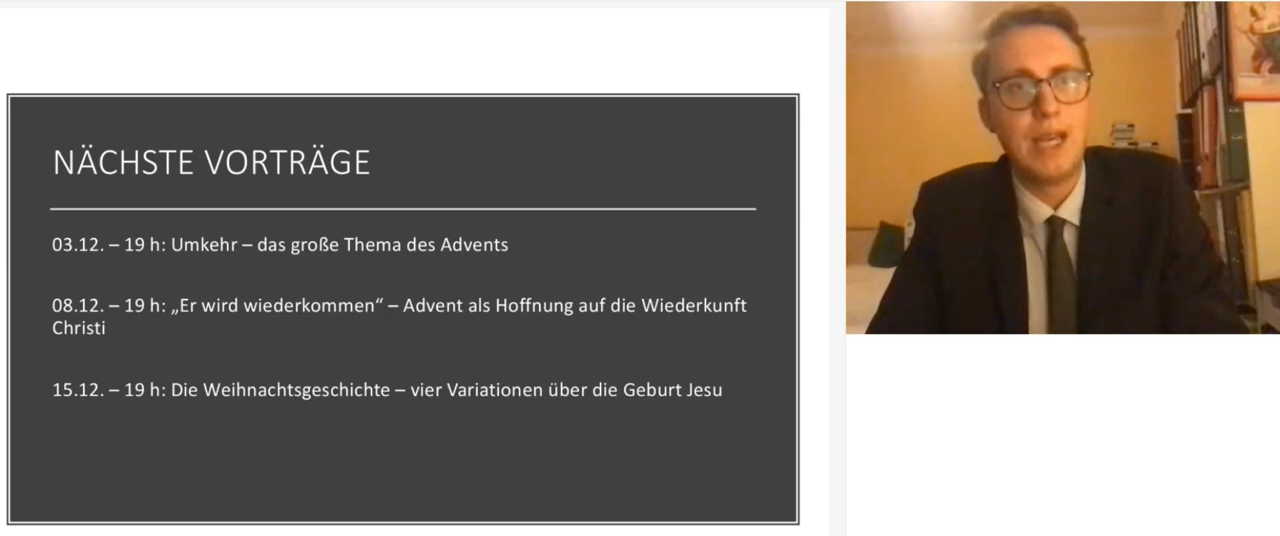 NÄCHSTE VORTRÄGE
03.12. – 19 h: Umkehr – das große Thema des Advents
08.12. – 19 h: „Er wird wiederkommen“ – Advent als Hoffnung auf die Wiederkunft
Christi
15.12. – 19 h: Die Weihnachtsgeschichte – vier Variationen über die Geburt Jesu